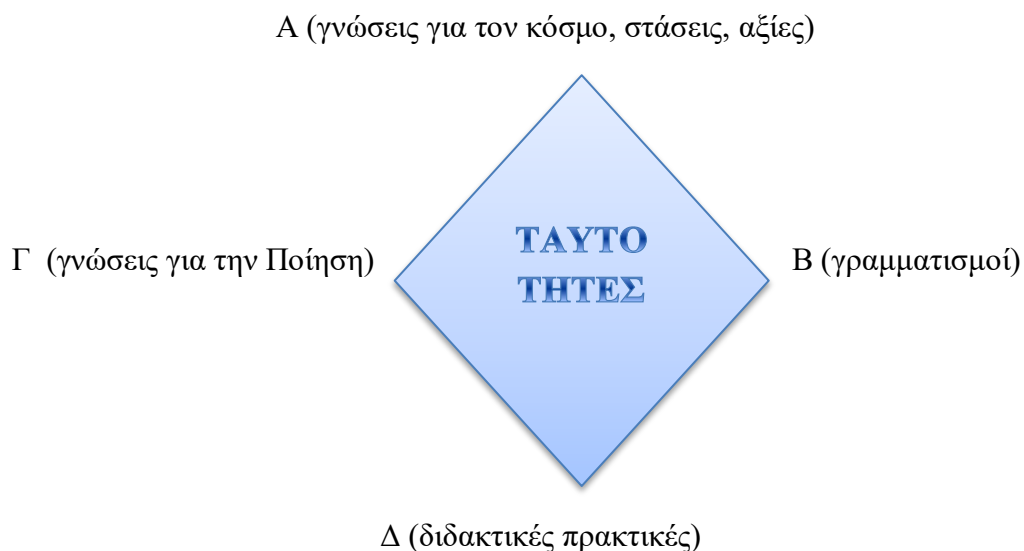 Α (γνώσεις για τον κόσμο, στάσεις, αξίες)
ΤΑΥΤΟ
ΤΗΤΕΣ
Γ (γνώσεις για την Ποίηση)
Β (γραμματισμοί)
Δ (διδακτικές πρακτικές)